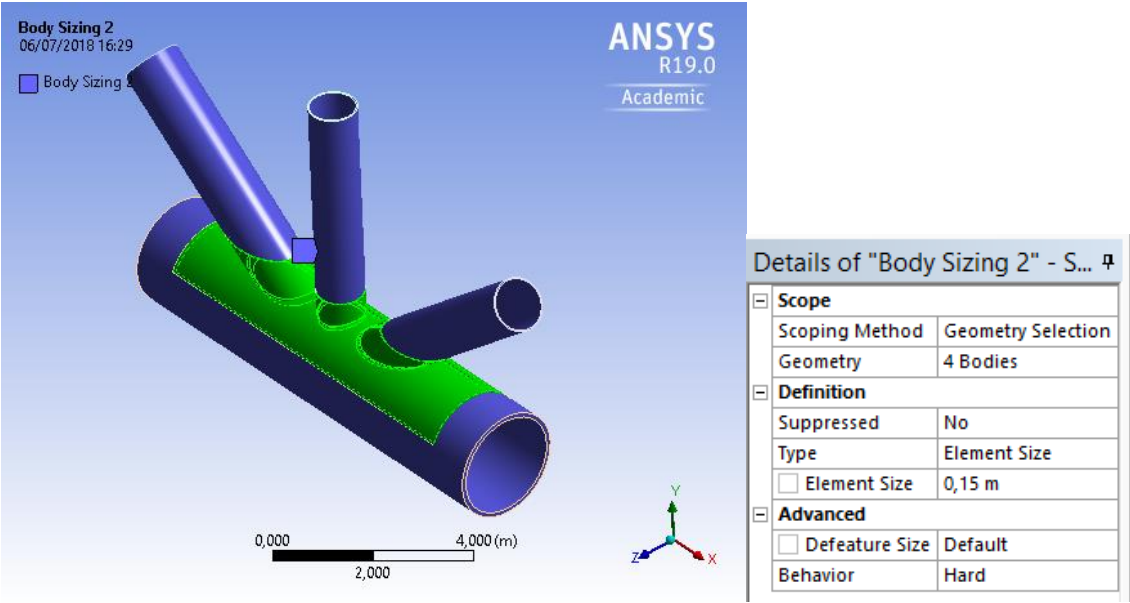 Body Sizing 2
06/07/2018 16:29
Body Sizing 2
ANSYS
R19.0
Academic
0,000
4,000 (m)
2,000
Y
Z
X
Details of "Body Sizing 2" - S...
Scope
Scoping Method Geometry Selection
Geometry 4 Bodies
Definition
Suppressed No
Type Element Size
Element Size 0,15 m
Advanced
Defeature Size Default
Behavior Hard